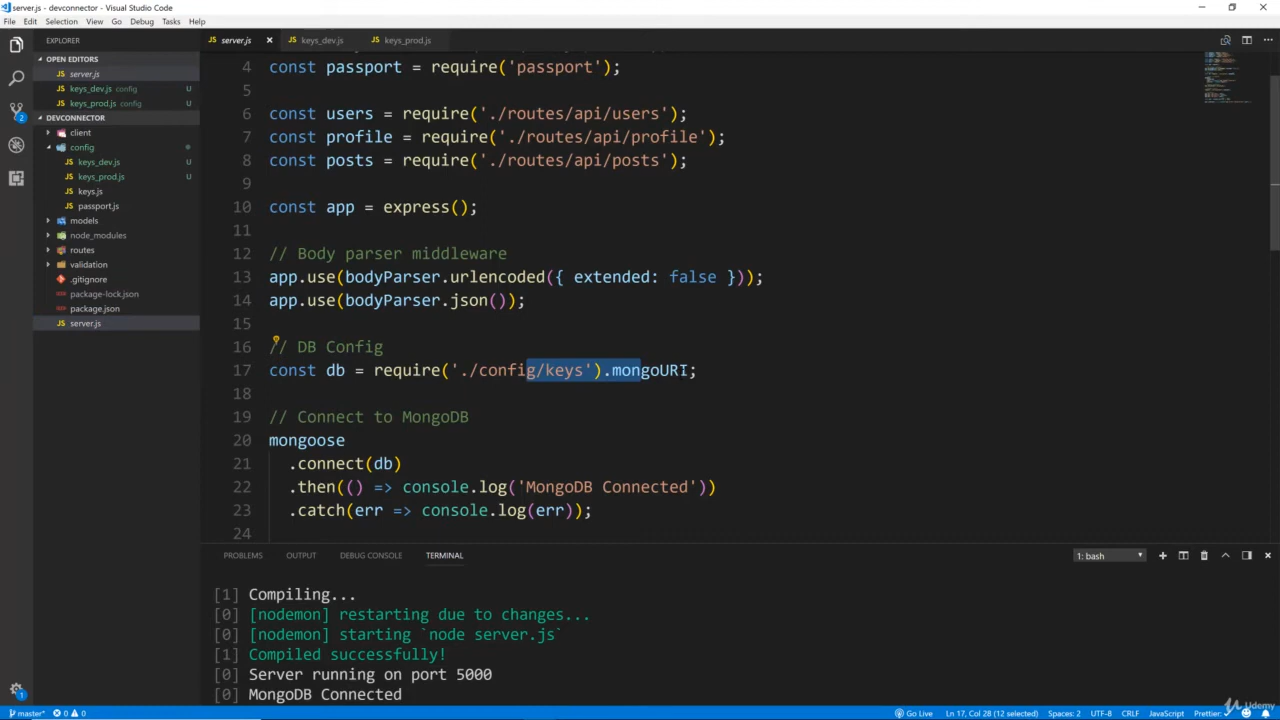 server.js - devconnector - Visual Studio Code
File Edit Selection View Go Debug Tasks Help
EXPLORER
OPEN EDITORS
JS server.js
JS keys_dev.js config U
JS keys_prod.js config U
DEVCONNECTOR
client
config
JS keys_dev.js U
JS keys_prod.js U
JS keys.js
JS passport.js
models
node_modules
routes
validation
.gitignore
package-lock.json
package.json
JS server.js
JS server.js JS keys_dev.js JS keys_prod.js
4 const passport = require('passport');
5
6 const users = require('./routes/api/users');
7 const profile = require('./routes/api/profile');
8 const posts = require('./routes/api/posts');
9
10 const app = express();
11
12 // Body parser middleware
13 app.use(bodyParser.urlencoded({ extended: false }));
14 app.use(bodyParser.json());
15
16 // DB Config
17 const db = require('./config/keys').mongoURI;
18
19 // Connect to MongoDB
20 mongoose
21 .connect(db)
22 .then(() => console.log('MongoDB Connected'))
23 .catch(err => console.log(err));
24
PROBLEMS OUTPUT DEBUG CONSOLE TERMINAL 1: bash
[1] Compiling...
[0] [nodemon] restarting due to changes...
[0] [nodemon] starting `node server.js`
[1] Compiled successfully!
[0] Server running on port 5000
[0] MongoDB Connected
2
1
Udemy
master* 0 0 Go Live Ln 17, Col 28 (12 selected) Spaces: 2 UTF-8 CRLF JavaScript Prettier: